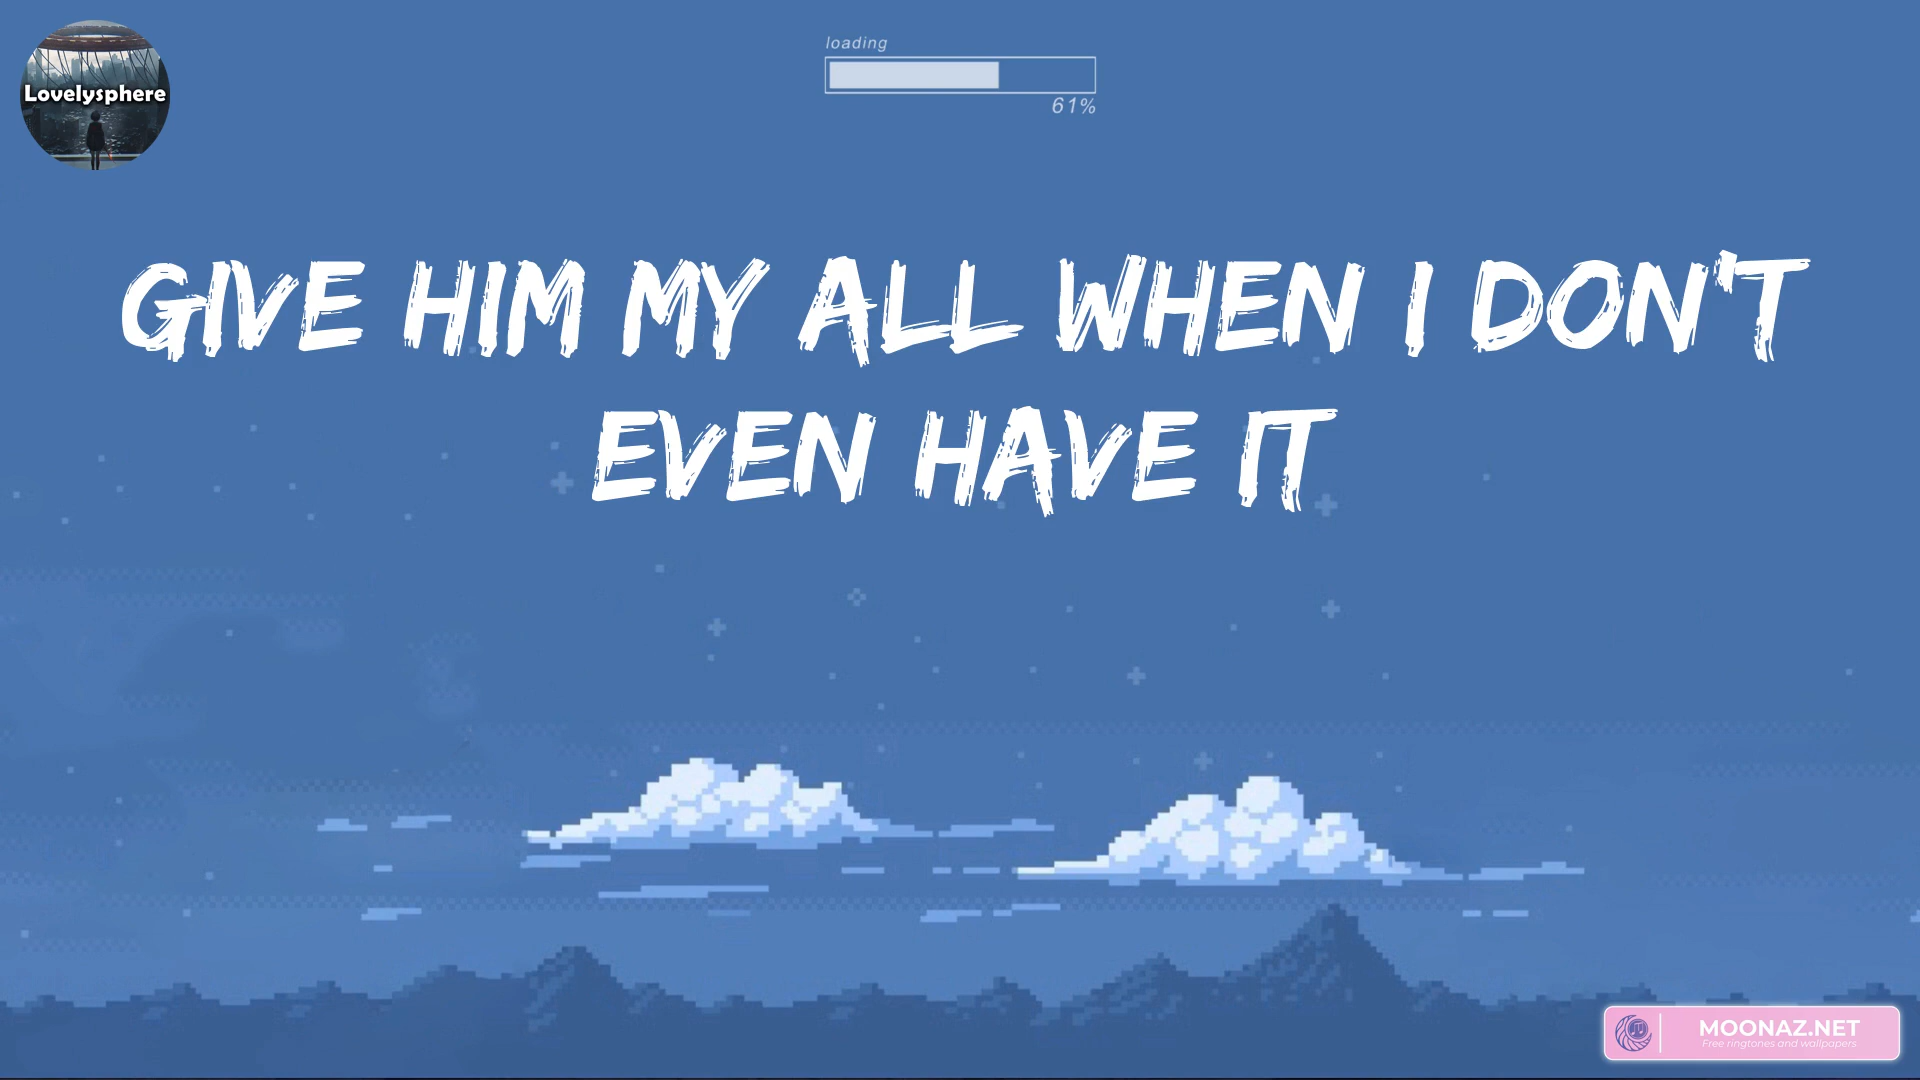 Lovelysphere
loading
61%
GIVE HIM MY ALL WHEN I DON'T
EVEN HAVE IT
MOONAZ.NET
Free ringtones and wallpapers